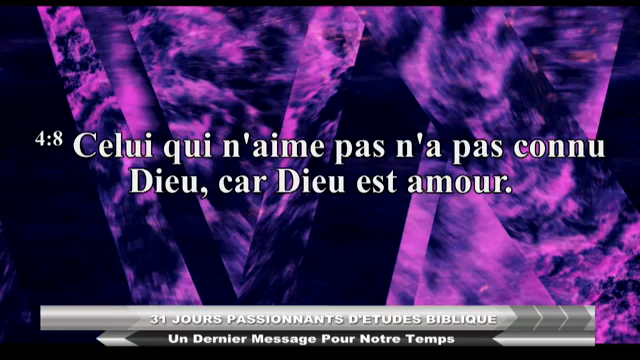 4:8 Celui qui n'aime pas n'a pas connu
Dieu, car Dieu est amour.
31 JOURS PASSIONNANTS D'ETUDES BIBLIQUE
Un Dernier Message Pour Notre Temps